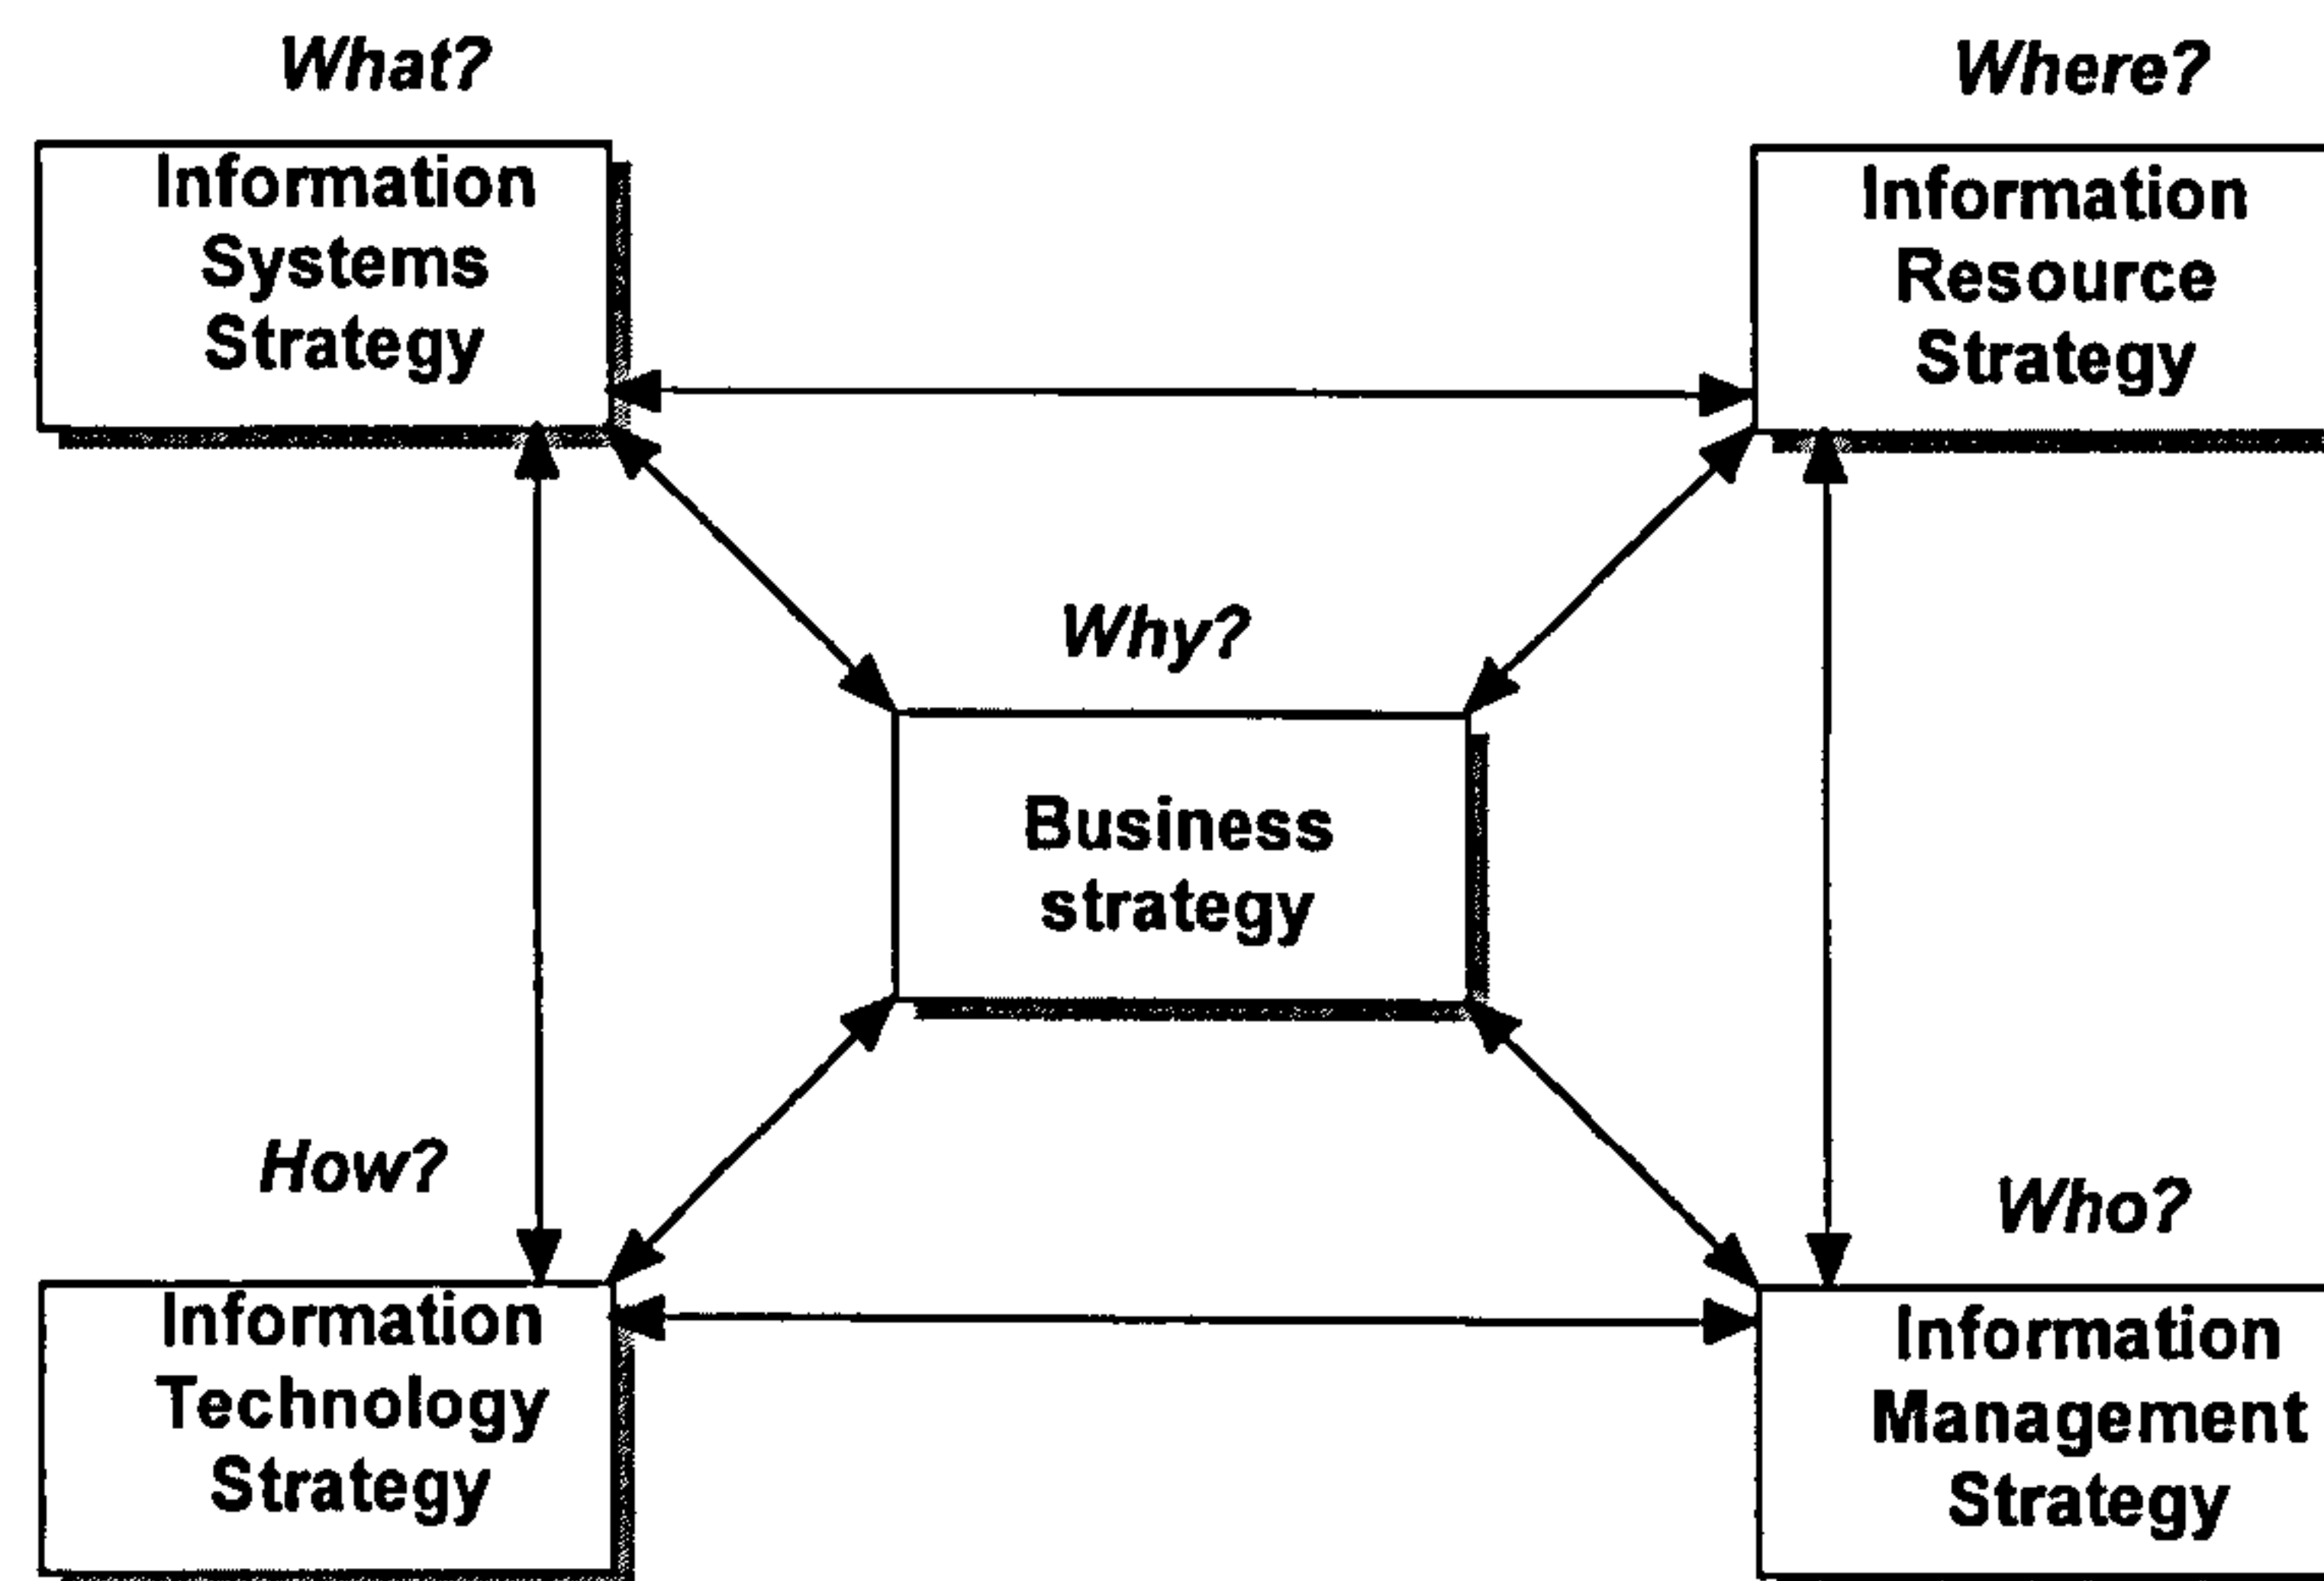 What?
Where?
Information
Systems
Strategy
Information
Resource
Strategy
Why?
Business
strategy
How?
Who?
Information
Technology
Strategy
Information
Management
Strategy